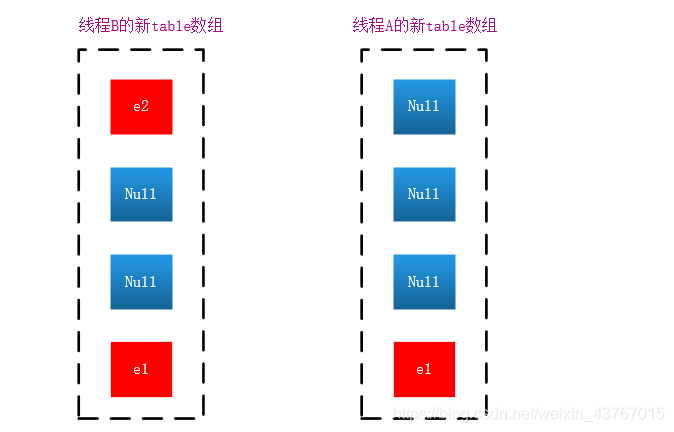 线程B的新table数组
e2
Null
Null
e1
线程A的新table数组
Null
Null
Null
e1
https://blog.csdn.net/weixin_43767015